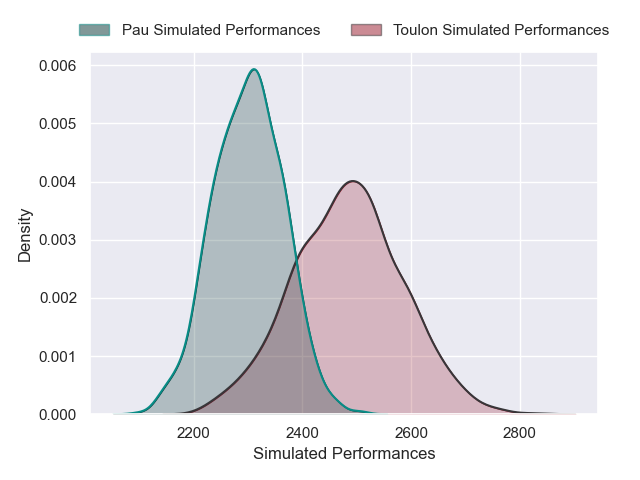 Pau Simulated Performances
Toulon Simulated Performances
0.006
0.005
0.004
0.003
0.002
0.001
0.000
Density
2200
2400
2600
2800
Simulated Performances